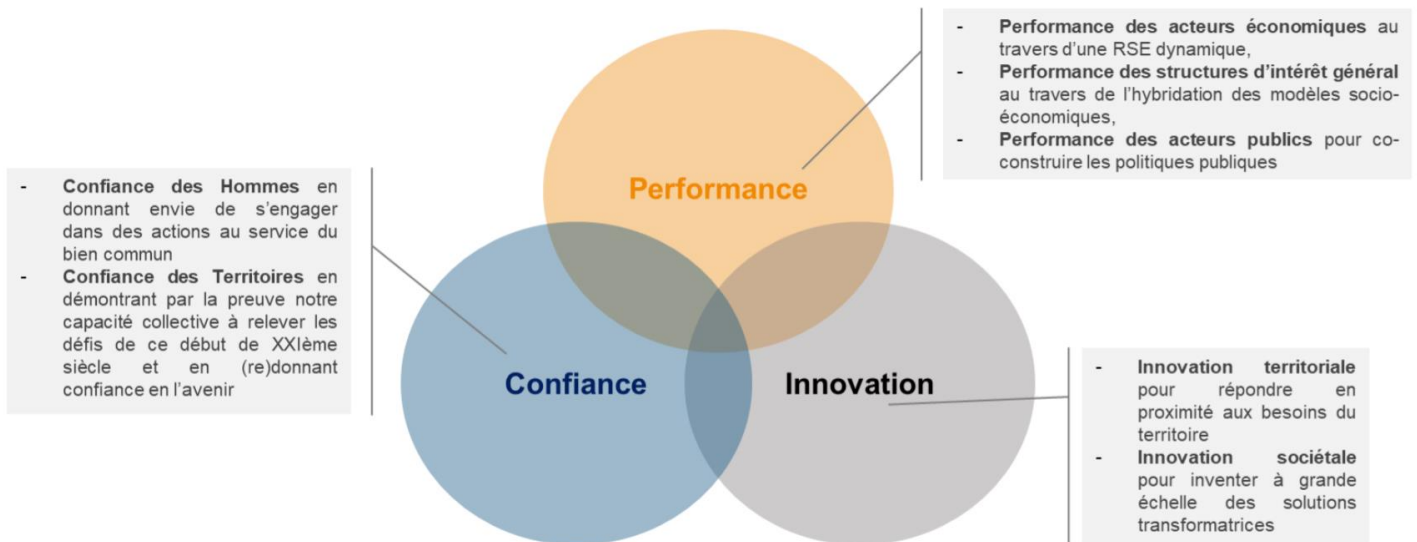 - Performance des acteurs économiques au
travers d'une RSE dynamique,
- Performance des structures d'intérêt général
au travers de l'hybridation des modèles socio-
économiques,
- Performance des acteurs publics pour co-
construire les politiques publiques
Performance
- Confiance des Hommes en
donnant envie de s'engager
dans des actions au service du
bien commun
- Confiance des Territoires en
démontrant par la preuve notre
capacité collective à relever les
défis de ce début de XXIème
siècle et en (re)donnant
confiance en l'avenir
Confiance
Innovation
- Innovation territoriale
pour répondre en
proximité aux besoins du
territoire
- Innovation sociétale
pour inventer à grande
échelle des solutions
transformatrices